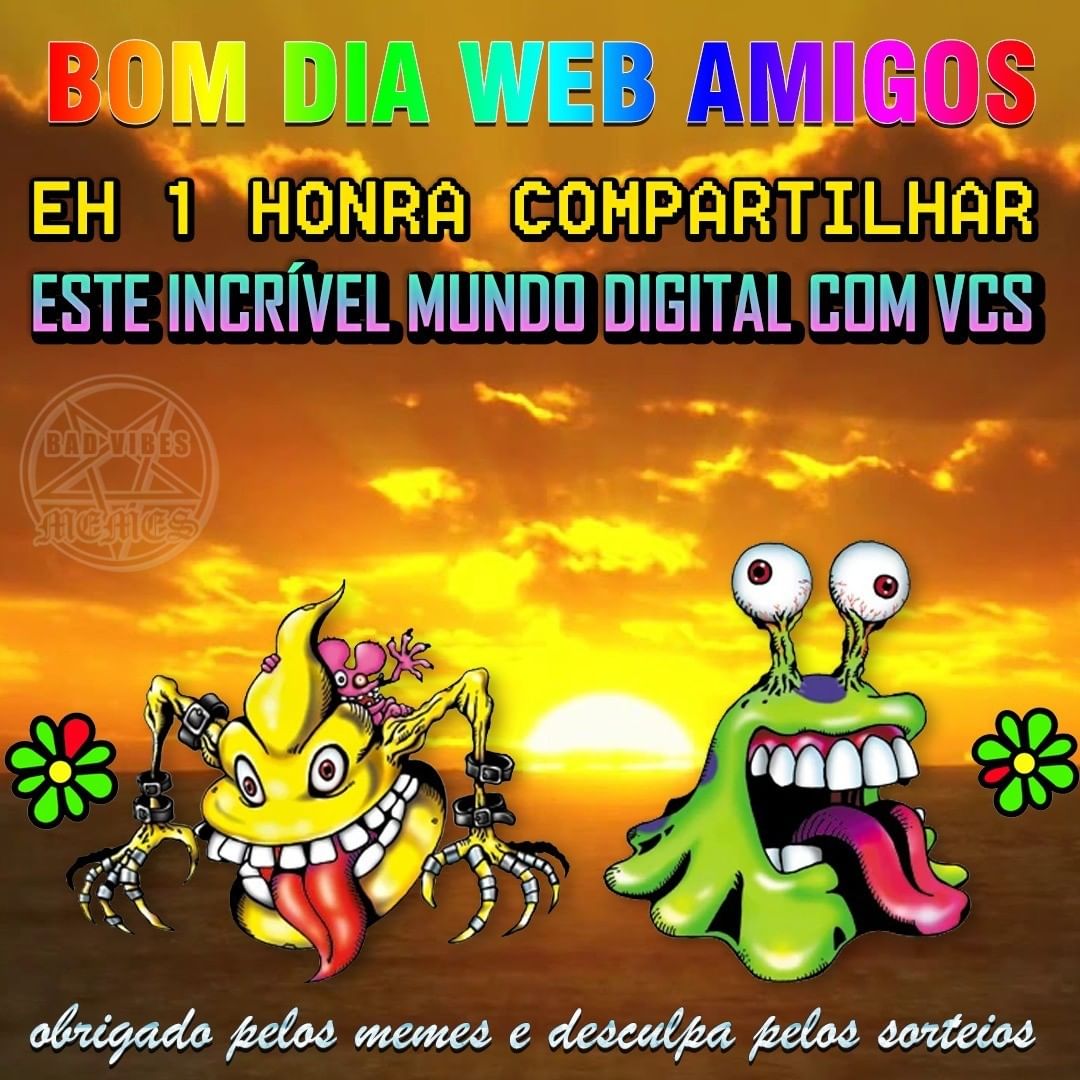 BOM DIA WEB AMIGOS
EH 1 HONRA COMPARTILHAR
ESTE INCRÍVEL MUNDO DIGITAL COM VCS
BAD VIBES
MEMES
obrigado pelos memes e desculpa pelos sorteios